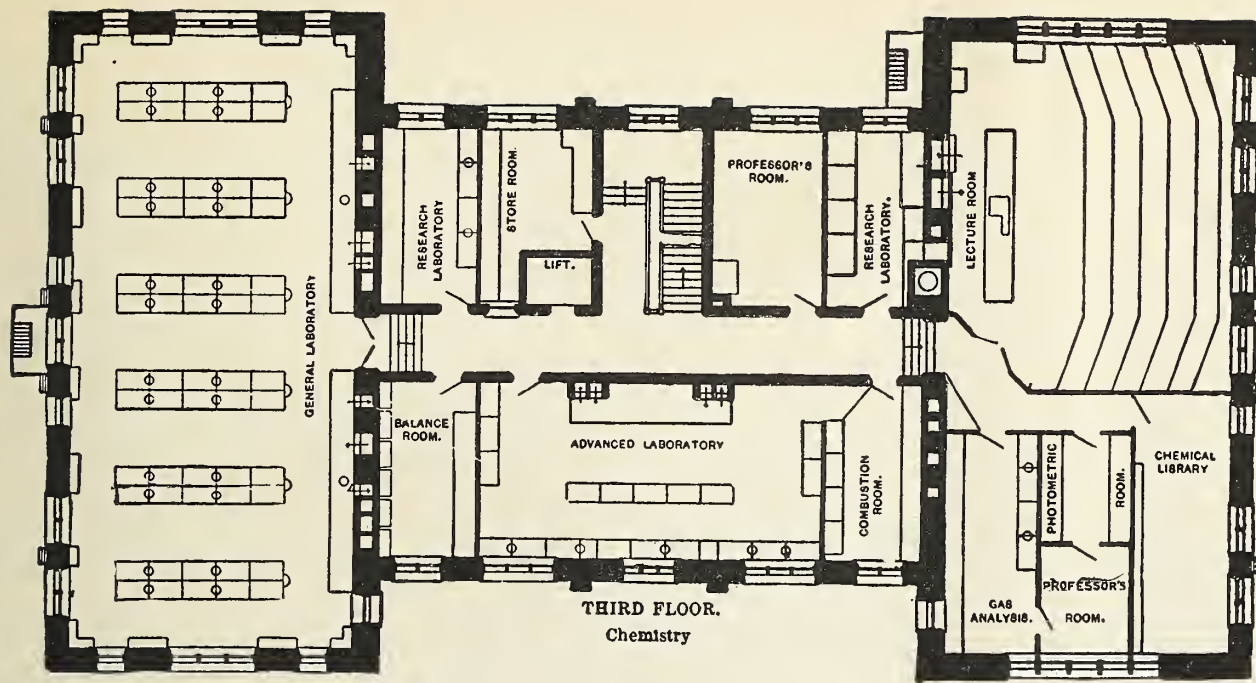 GENERAL LABORATORY
RESEARCH
LABORATORY
STORE ROOM.
LIFT.
PROFESSOR'S
ROOM.
RESEARCH
LABORATORY.
LECTURE ROOM
BALANCE
ROOM.
ADVANCED LABORATORY
COMBUSTION
ROOM.
GAS
ANALYSIS.
PHOTOMETRIC
ROOM.
PROFESSOR'S
ROOM.
CHEMICAL
LIBRARY
THIRD FLOOR.
Chemistry